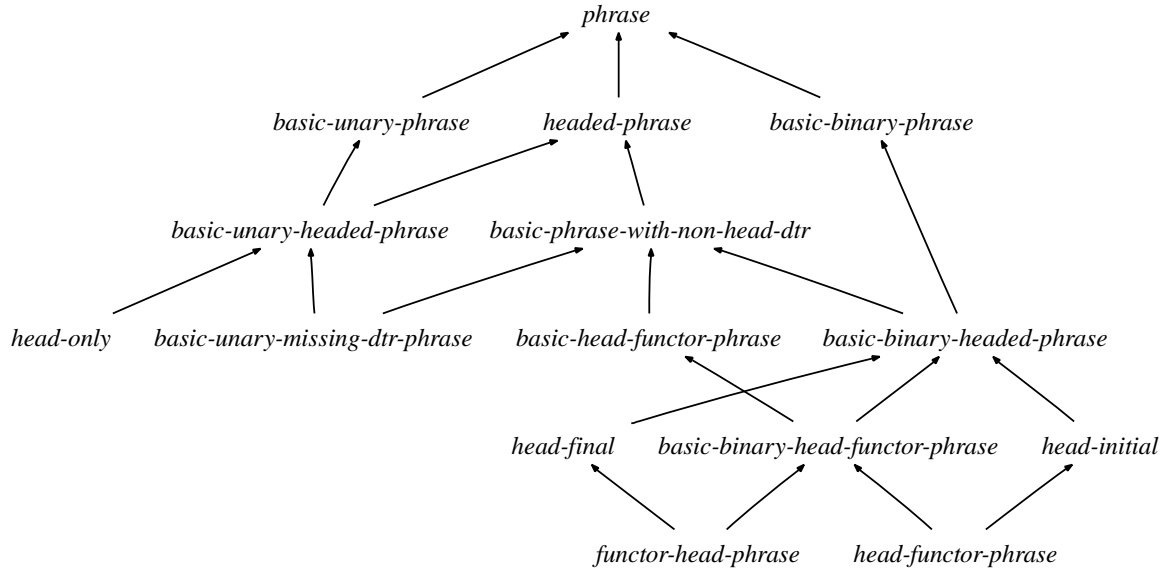 phrase
basic-unary-phrase headed-phrase basic-binary-phrase
basic-unary-headed-phrase basic-phrase-with-non-head-dtr
head-only basic-unary-missing-dtr-phrase basic-head-functor-phrase basic-binary-headed-phrase
head-final basic-binary-head-functor-phrase head-initial
functor-head-phrase head-functor-phrase